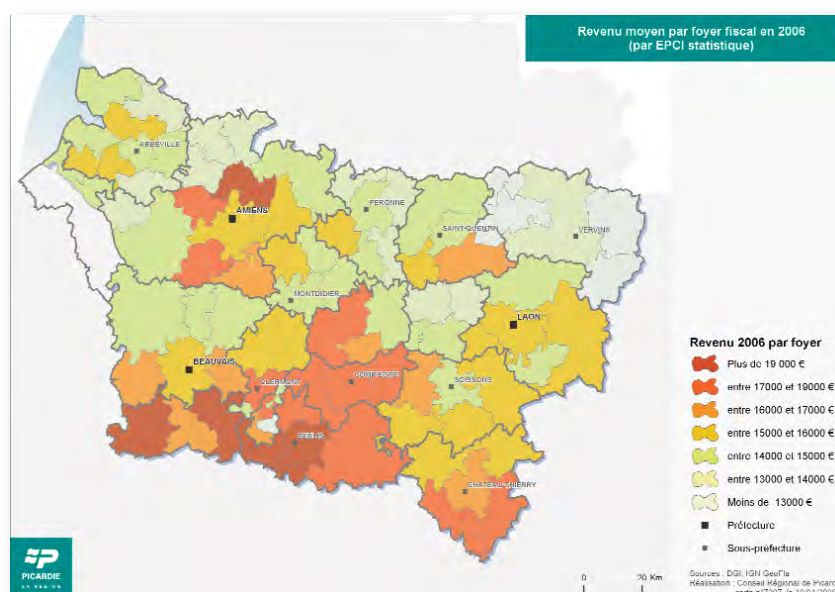 Revenu moyen par foyer fiscal en 2006
(par EPCI statistique)
ABBEVILLE
AMIENS
PERONNE
SAINT-QUENTIN
VERVINS
MONTDIDIER
LAON
BEAUVAIS
CLERMONT
COMPIEGNE
SOISSONS
SENLIS
CHATEAU-THIERRY
Revenu 2006 par foyer
Plus de 19 000 €
entre 17000 et 19000 €
entre 16000 et 17000 €
entre 15000 et 16000 €
entre 14000 et 15000 €
entre 13000 et 14000 €
Moins de 13000 €
Préfecture
Sous-préfecture
PICARDIE
LA RÉGION
0 20 Km
Sources : DGI, IGN GeoFla
Réalisation : Conseil Régional de Picard